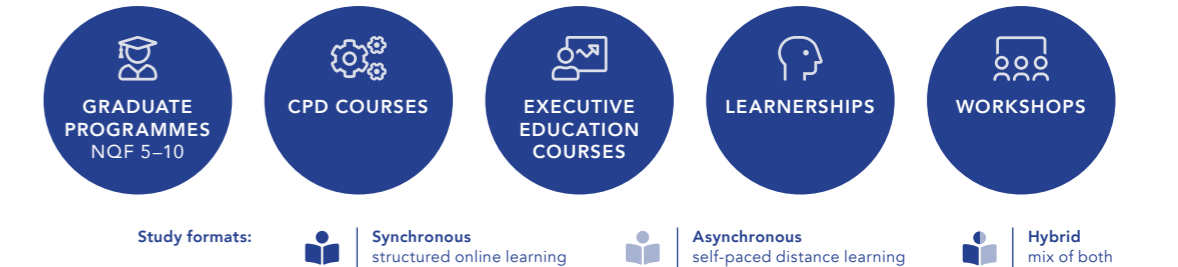 GRADUATE
PROGRAMMES
NQF 5–10
CPD COURSES
EXECUTIVE
EDUCATION
COURSES
LEARNERSHIPS
WORKSHOPS
Study formats:
Synchronous
structured online learning
Asynchronous
self-paced distance learning
Hybrid
mix of both